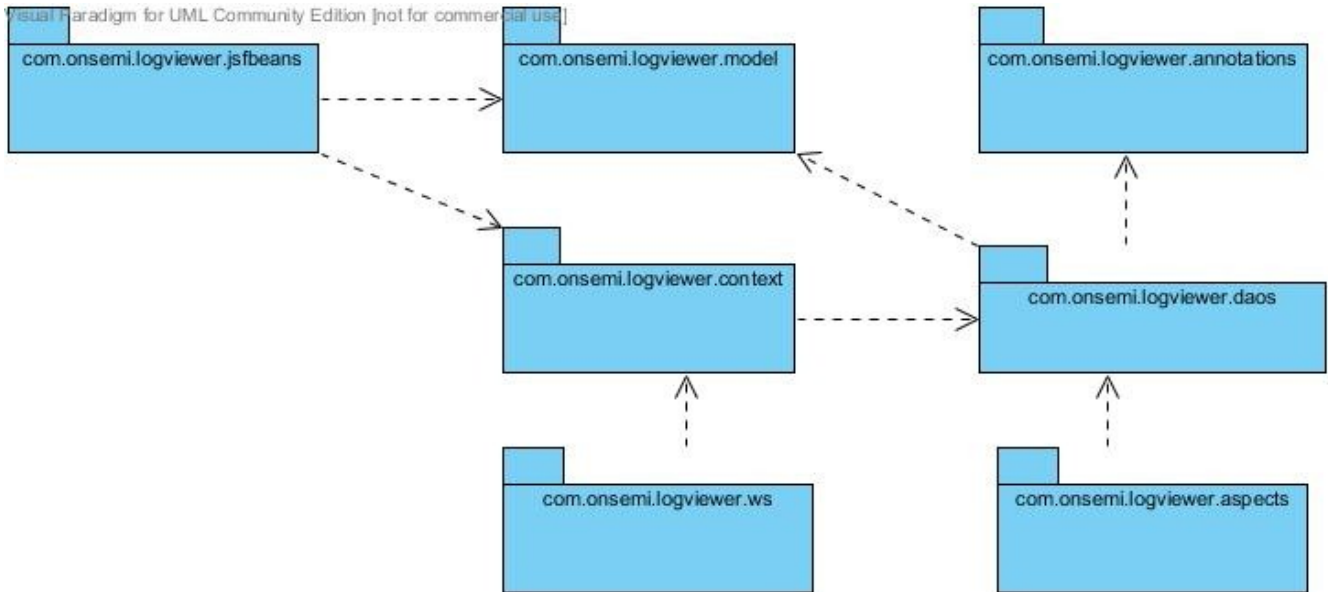 Visual Paradigm for UML Community Edition [not for commercial use]
com.onsemi.logviewer.jsfbeans
com.onsemi.logviewer.model
com.onsemi.logviewer.annotations
com.onsemi.logviewer.context
com.onsemi.logviewer.daos
com.onsemi.logviewer.ws
com.onsemi.logviewer.aspects